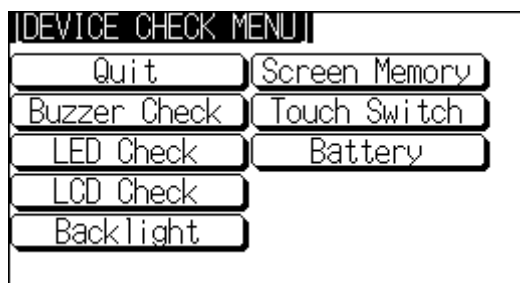 [DEVICE CHECK MENU]
Quit
Screen Memory
Buzzer Check
Touch Switch
LED Check
Battery
LCD Check
Backlight